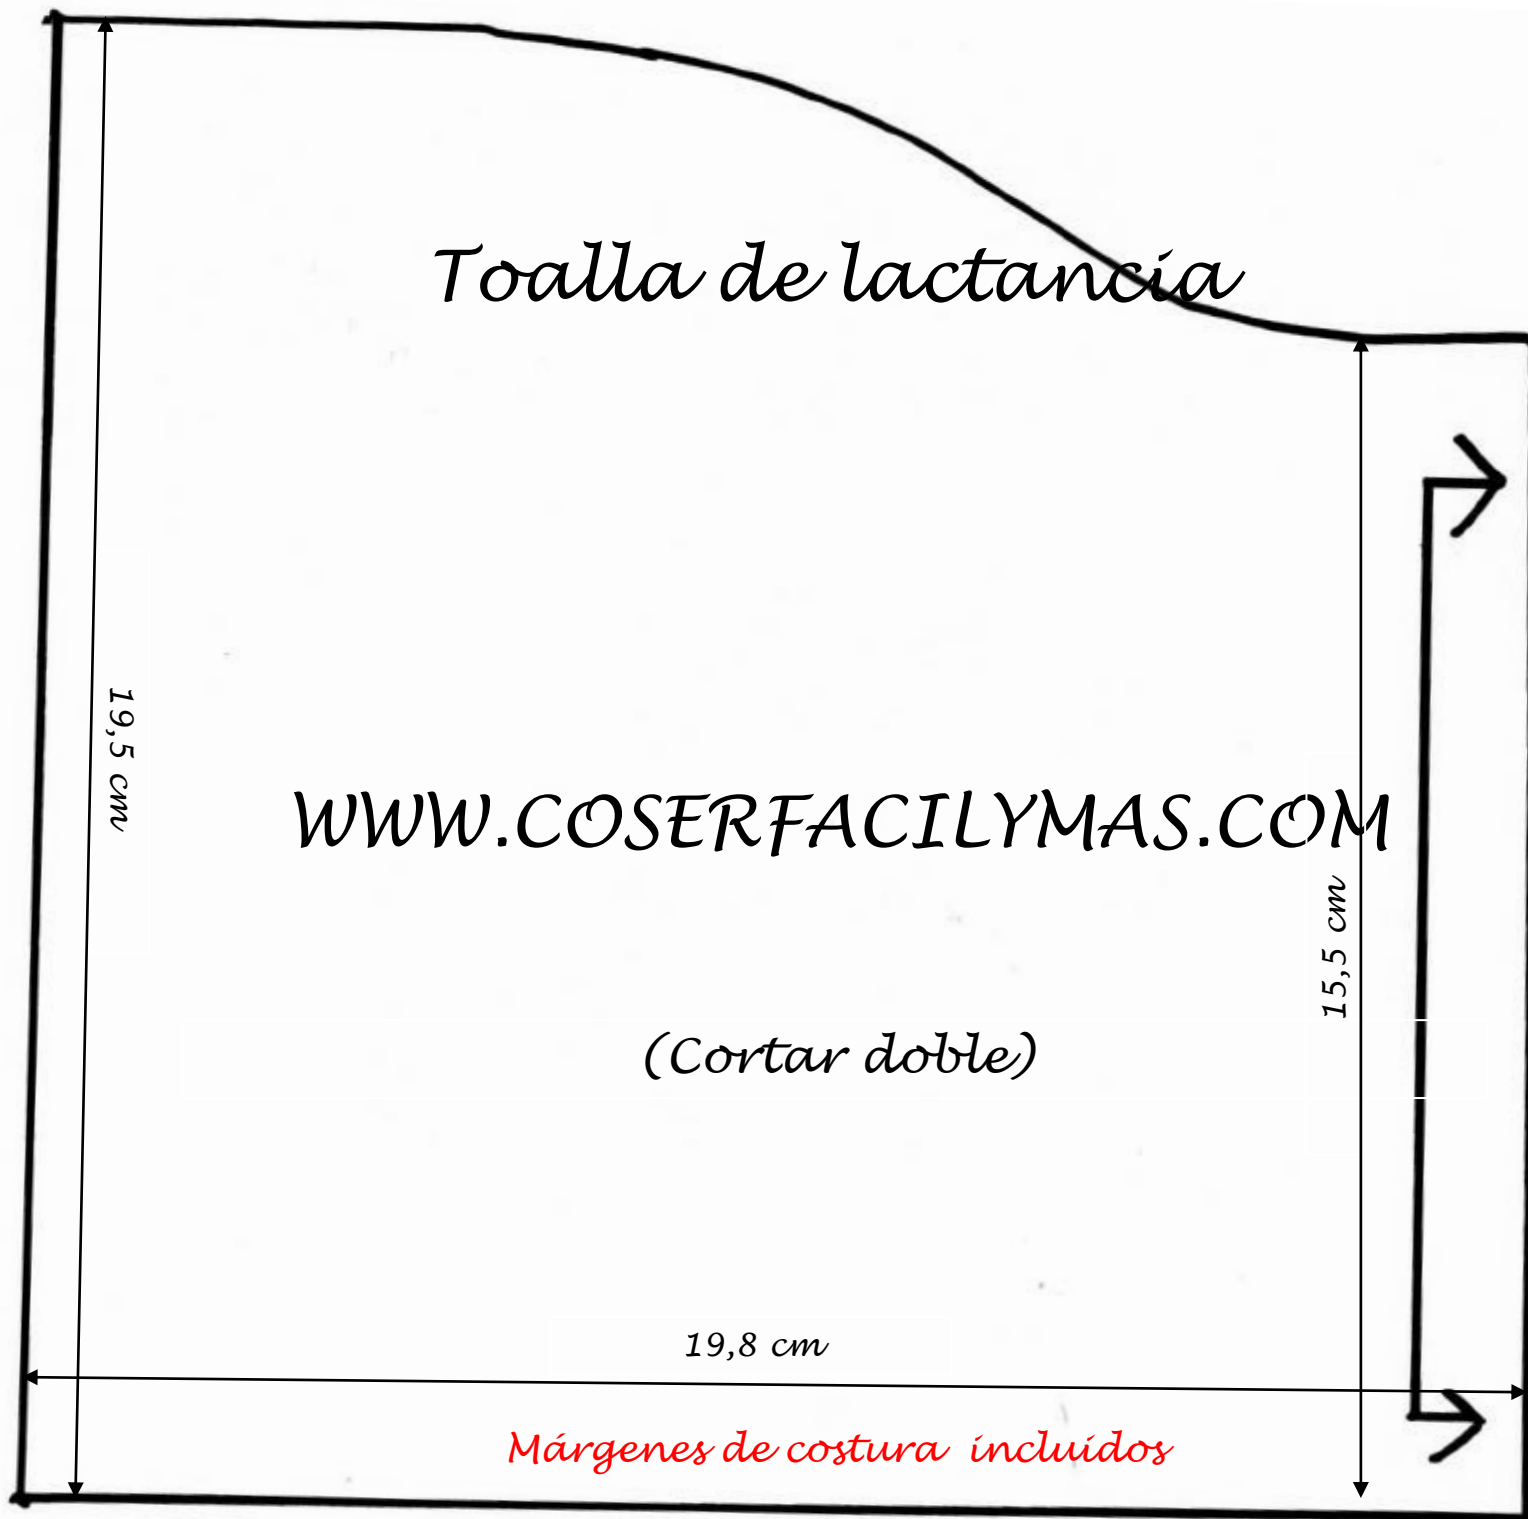 Toalla de lactancia
19,5 cm
WWW.COSERFACILYMAS.COM
15,5 cm
(Cortar doble)
19,8 cm
Márgenes de costura incluidos